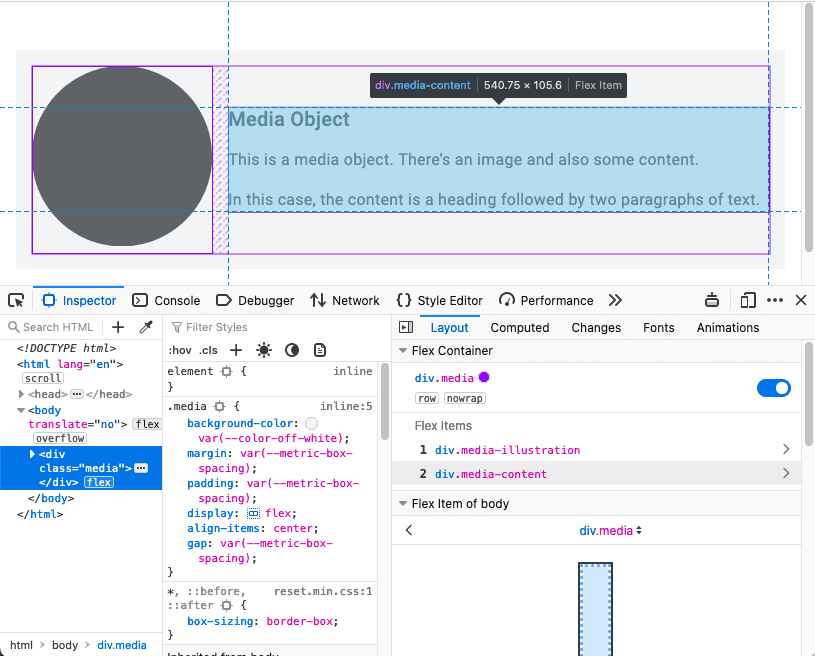 div.media-content 540.75 × 105.6 Flex Item
Media Object
This is a media object. There’s an image and also some content.
In this case, the content is a heading followed by two paragraphs of text.
Inspector Console Debugger Network Style Editor Performance
Search HTML
<!DOCTYPE html>
<html lang="en">
scroll
<head> </head>
<body
translate="no"> flex
overflow
<div
class="media">
</div> flex
</body>
</html>
html body div.media
Filter Styles
:hov .cls
element { inline
}
.media { inline:5
background-color:
var(--color-off-white);
margin: var(--metric-box-
spacing);
padding: var(--metric-box-
spacing);
display: flex;
align-items: center;
gap: var(--metric-box-
spacing);
}
*, ::before, reset.min.css:1
::after {
box-sizing: border-box;
}
Inherited from body
Layout Computed Changes Fonts Animations
Flex Container
div.media
row nowrap
Flex Items
1 div.media-illustration
2 div.media-content
Flex Item of body
div.media